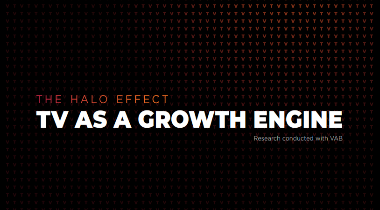 THE HALO EFFECT
TV AS A GROWTH ENGINE
Research conducted with VAB